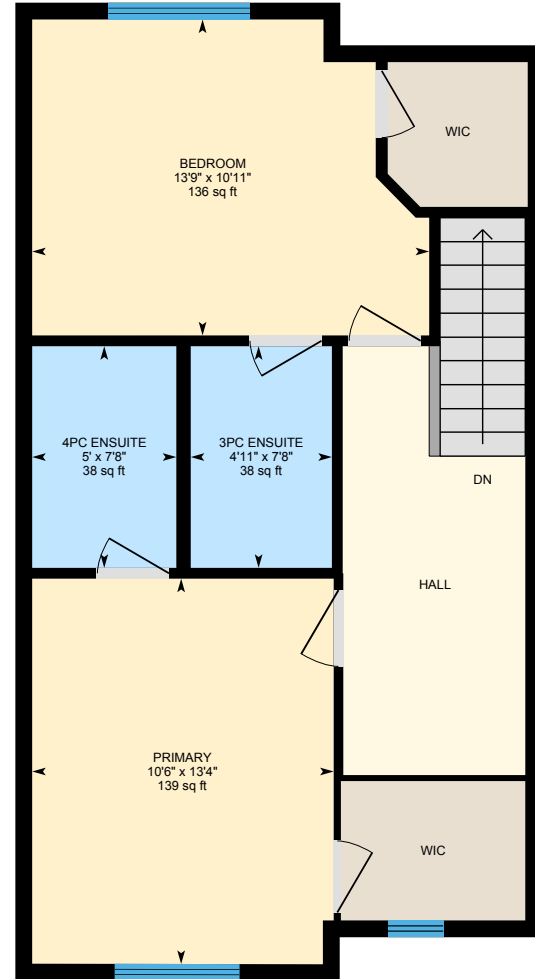 WIC
BEDROOM
13'9" x 10'11"
136 sq ft
4PC ENSUITE
5' x 7'8"
38 sq ft
3PC ENSUITE
4'11" x 7'8"
38 sq ft
DN
HALL
PRIMARY
10'6" x 13'4"
139 sq ft
WIC